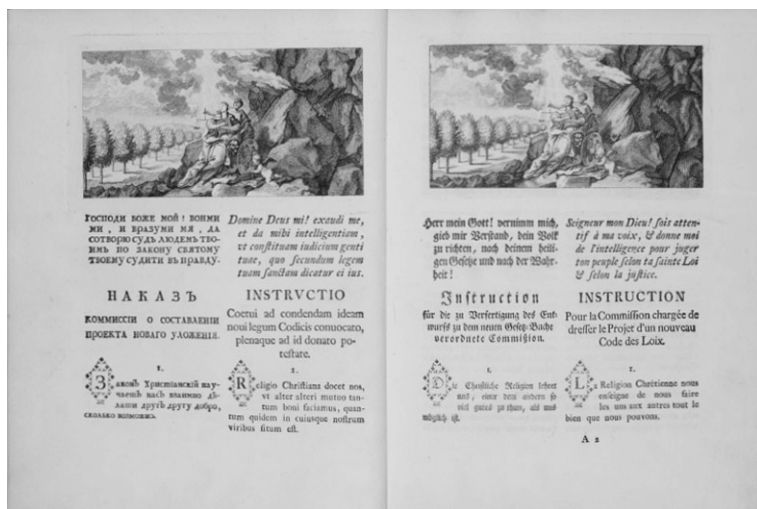 ГОСПОДИ БОЖЕ МОЙ! ВОНМИ
МИ, И ВРАЗУМИ МЯ, ДА
СОТВОРЮ СУДЪ ЛЮДЕМЪ ТВО-
ИМЪ ПО ЗАКОНУ СВЯТОМУ
ТВОЕМУ СУДИТИ ВЪ ПРАВДУ.
НАКАЗЪ
КОММИССІИ О СОСТАВЛЕНІИ
ПРОЕКТА НОВАГО УЛОЖЕНІЯ.
1.
Законъ Христіанскій нау-
чаетъ насъ взаимно дѣ-
лати другъ другу добро,
сколько возможно.
Domine Deus mi! exaudi me,
et da mihi intelligentiam,
vt constituam iudicium genti
tuae, quo secundum legem
tuam sanctam dicatur ei ius.
INSTRVCTIO
Coetui ad condendam ideam
noui legum Codicis conuocato,
plenaque ad id donato po-
testate.
1.
Religio Christiana docet nos,
vt alter alteri mutuo tan-
tum boni faciamus, quan-
tum quidem in cuiusque nostrum
viribus situm est.
Herr mein Gott! vernimm mich,
gieb mir Verstand, dein Volk
zu richten, nach deinem heili-
gen Gesetze und nach der Wahr-
heit!
Instruction
für die zu Verfertigung des Ent-
wurfs zu dem neuen Gesetz-Buche
verordnete Commißion.
1.
Die Christliche Religion lehret
uns, einer dem andern so
viel gutes zu thun, als uns
möglich ist.
Seigneur mon Dieu! sois atten-
tif à ma voix, & donne moi
de l'intelligence pour juger
ton peuple selon ta sainte Loi
& selon la justice.
INSTRUCTION
Pour la Commission chargée de
dresser le Projet d'un nouveau
Code des Loix.
1.
La Religion Chrétienne nous
enseigne de nous faire
les uns aux autres tout le
bien que nous pouvons.
A 2